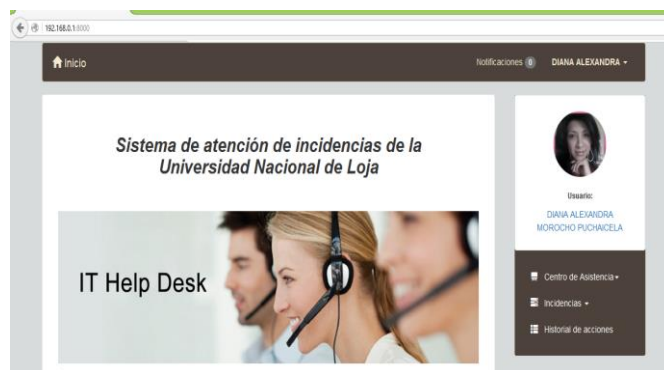 192.168.0.1:8000
Inicio
Notificaciones 0 DIANA ALEXANDRA
Sistema de atención de incidencias de la
Universidad Nacional de Loja
IT Help Desk
Usuario:
DIANA ALEXANDRA
MOROCHO PUCHAICELA
Centro de Asistencia
Incidencias
Historial de acciones